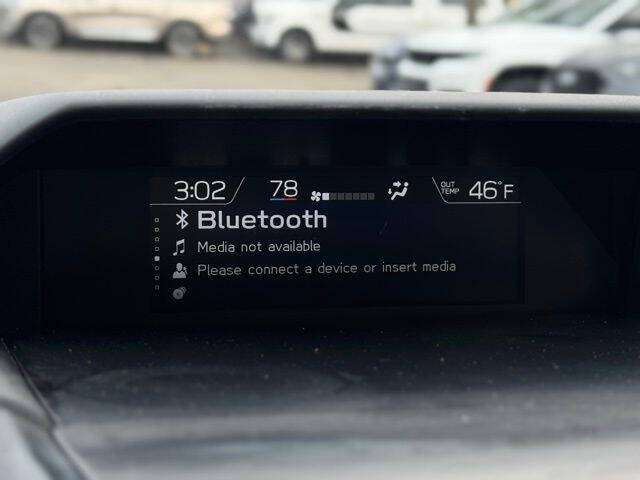 3:02 78 OUT TEMP 46°F
Bluetooth
Media not available
Please connect a device or insert media